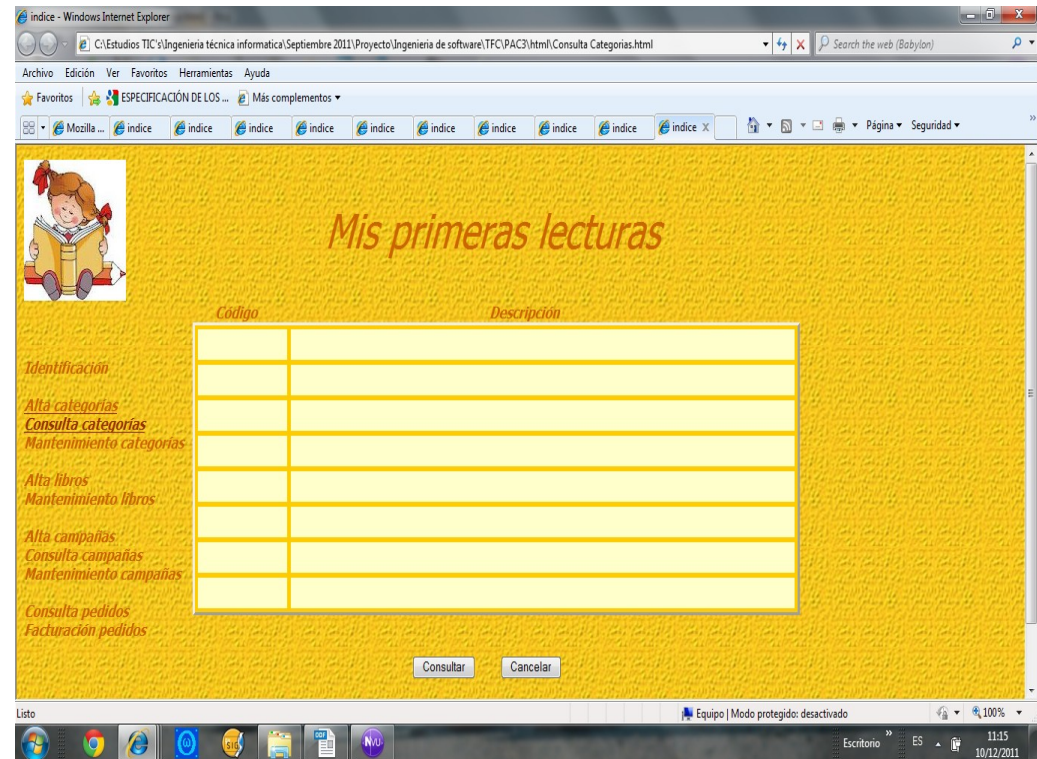 indice - Windows Internet Explorer
C:\Estudios TIC's\Ingenieria técnica informatica\Septiembre 2011\Proyecto\Ingenieria de software\TFC\PAC3\html\Consulta Categorias.html
Search the web (Babylon)
Archivo Edición Ver Favoritos Herramientas Ayuda
Favoritos ESPECIFICACIÓN DE LOS ... Más complementos
Mozilla ... indice indice indice indice indice indice indice indice indice indice X Página Seguridad »
Mis primeras lecturas
Código Descripción
Identificación
Alta categorías
Consulta categorías
Mantenimiento categorías
Alta libros
Mantenimiento libros
Alta campañas
Consulta campañas
Mantenimiento campañas
Consulta pedidos
Facturación pedidos
Consultar Cancelar
Listo Equipo | Modo protegido: desactivado 100%
SIG ODF NVU Escritorio » ES 11:15
10/12/2011